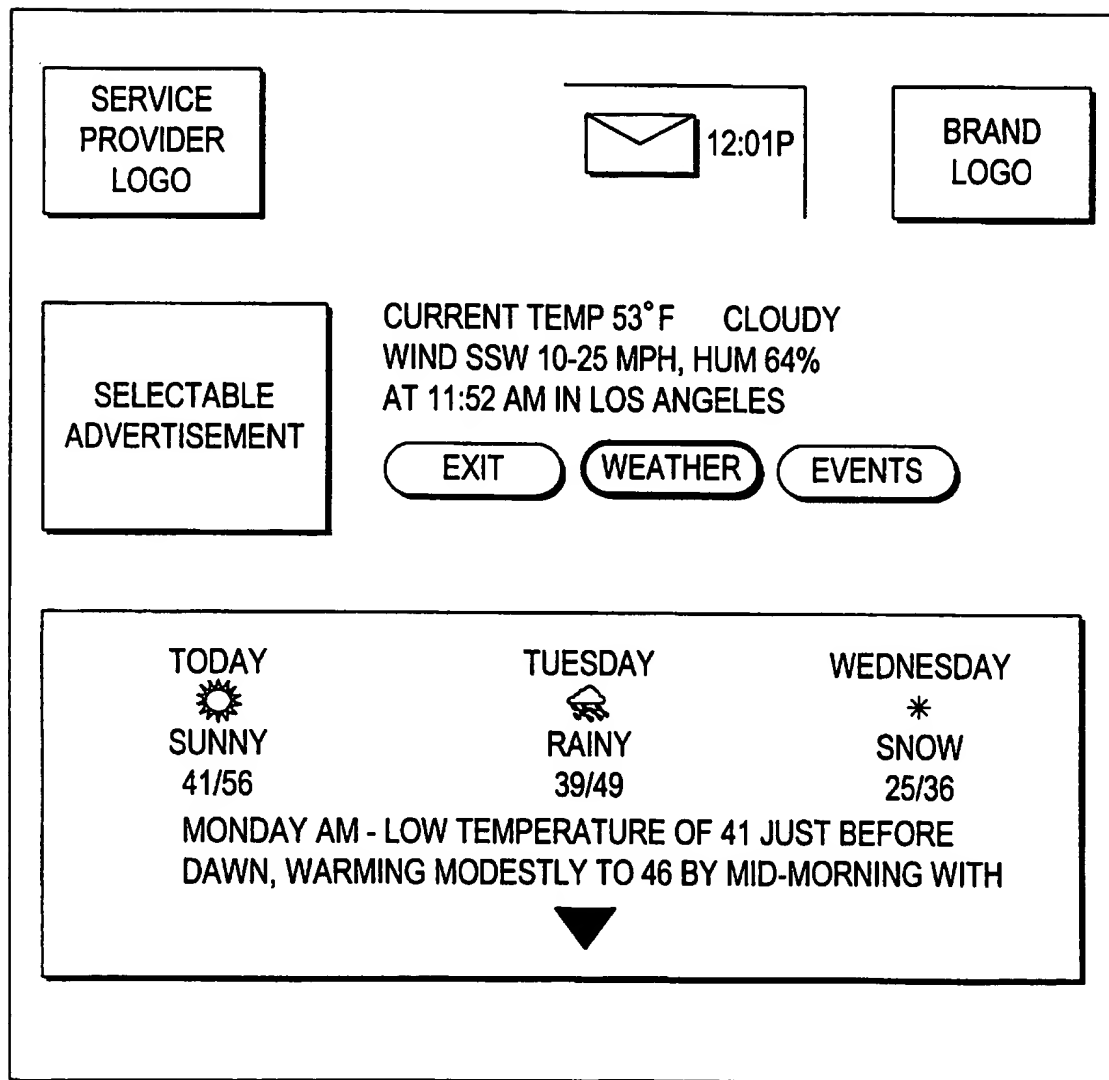 SERVICE
PROVIDER
LOGO
12:01P
BRAND
LOGO
SELECTABLE
ADVERTISEMENT
CURRENT TEMP 53°F CLOUDY
WIND SSW 10-25 MPH, HUM 64%
AT 11:52 AM IN LOS ANGELES
EXIT WEATHER EVENTS
TODAY TUESDAY WEDNESDAY
SUNNY RAINY SNOW
41/56 39/49 25/36
MONDAY AM - LOW TEMPERATURE OF 41 JUST BEFORE
DAWN, WARMING MODESTLY TO 46 BY MID-MORNING WITH